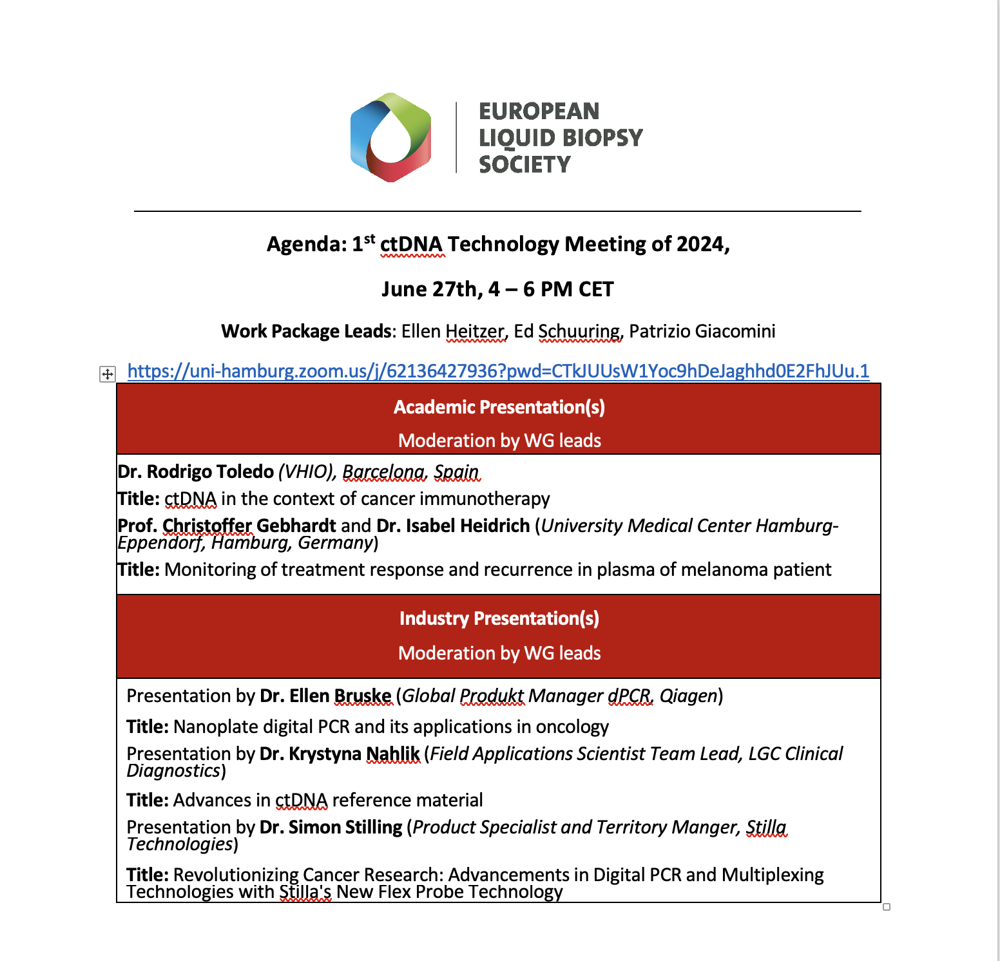 EUROPEAN
LIQUID BIOPSY
SOCIETY
Agenda: 1st ctDNA Technology Meeting of 2024,
June 27th, 4 – 6 PM CET
Work Package Leads: Ellen Heitzer, Ed Schuuring, Patrizio Giacomini
https://uni-hamburg.zoom.us/j/62136427936?pwd=CTkJUUsW1Yoc9hDeJaghhd0E2FhJUu.1
Academic Presentation(s)
Moderation by WG leads
Dr. Rodrigo Toledo (VHIO), Barcelona, Spain
Title: ctDNA in the context of cancer immunotherapy
Prof. Christoffer Gebhardt and Dr. Isabel Heidrich (University Medical Center Hamburg-
Eppendorf, Hamburg, Germany)
Title: Monitoring of treatment response and recurrence in plasma of melanoma patient
Industry Presentation(s)
Moderation by WG leads
Presentation by Dr. Ellen Bruske (Global Produkt Manager dPCR, Qiagen)
Title: Nanoplate digital PCR and its applications in oncology
Presentation by Dr. Krystyna Nahlik (Field Applications Scientist Team Lead, LGC Clinical
Diagnostics)
Title: Advances in ctDNA reference material
Presentation by Dr. Simon Stilling (Product Specialist and Territory Manger, Stilla
Technologies)
Title: Revolutionizing Cancer Research: Advancements in Digital PCR and Multiplexing
Technologies with Stilla's New Flex Probe Technology